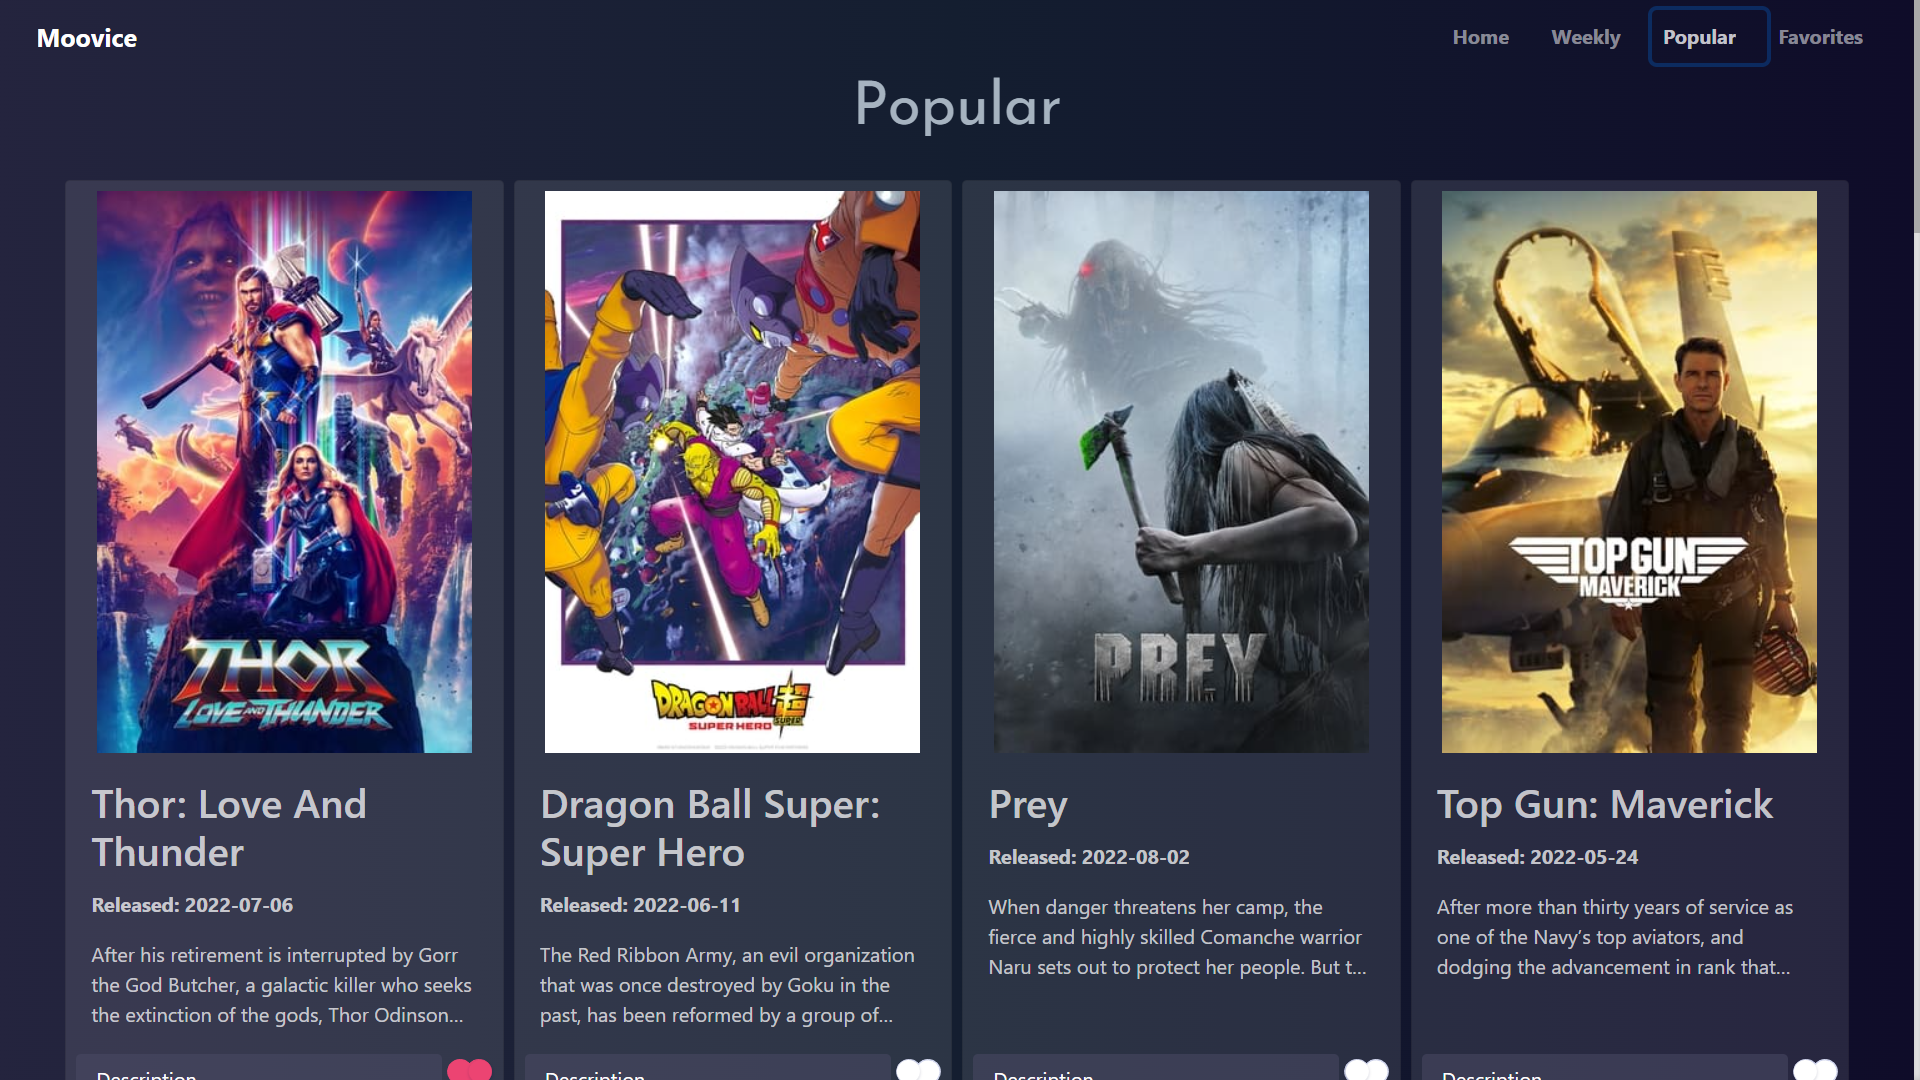 Moovice
Home
Weekly
Popular
Favorites
Popular
THOR
LOVE AND THUNDER
DRAGON BALL
SUPER
SUPER HERO
PREY
TOP GUN
MAVERICK
Thor: Love And
Thunder
Released: 2022-07-06
After his retirement is interrupted by Gorr
the God Butcher, a galactic killer who seeks
the extinction of the gods, Thor Odinson...
Description
Dragon Ball Super:
Super Hero
Released: 2022-06-11
The Red Ribbon Army, an evil organization
that was once destroyed by Goku in the
past, has been reformed by a group of...
Description
Prey
Released: 2022-08-02
When danger threatens her camp, the
fierce and highly skilled Comanche warrior
Naru sets out to protect her people. But t...
Description
Top Gun: Maverick
Released: 2022-05-24
After more than thirty years of service as
one of the Navy’s top aviators, and
dodging the advancement in rank that...
Description